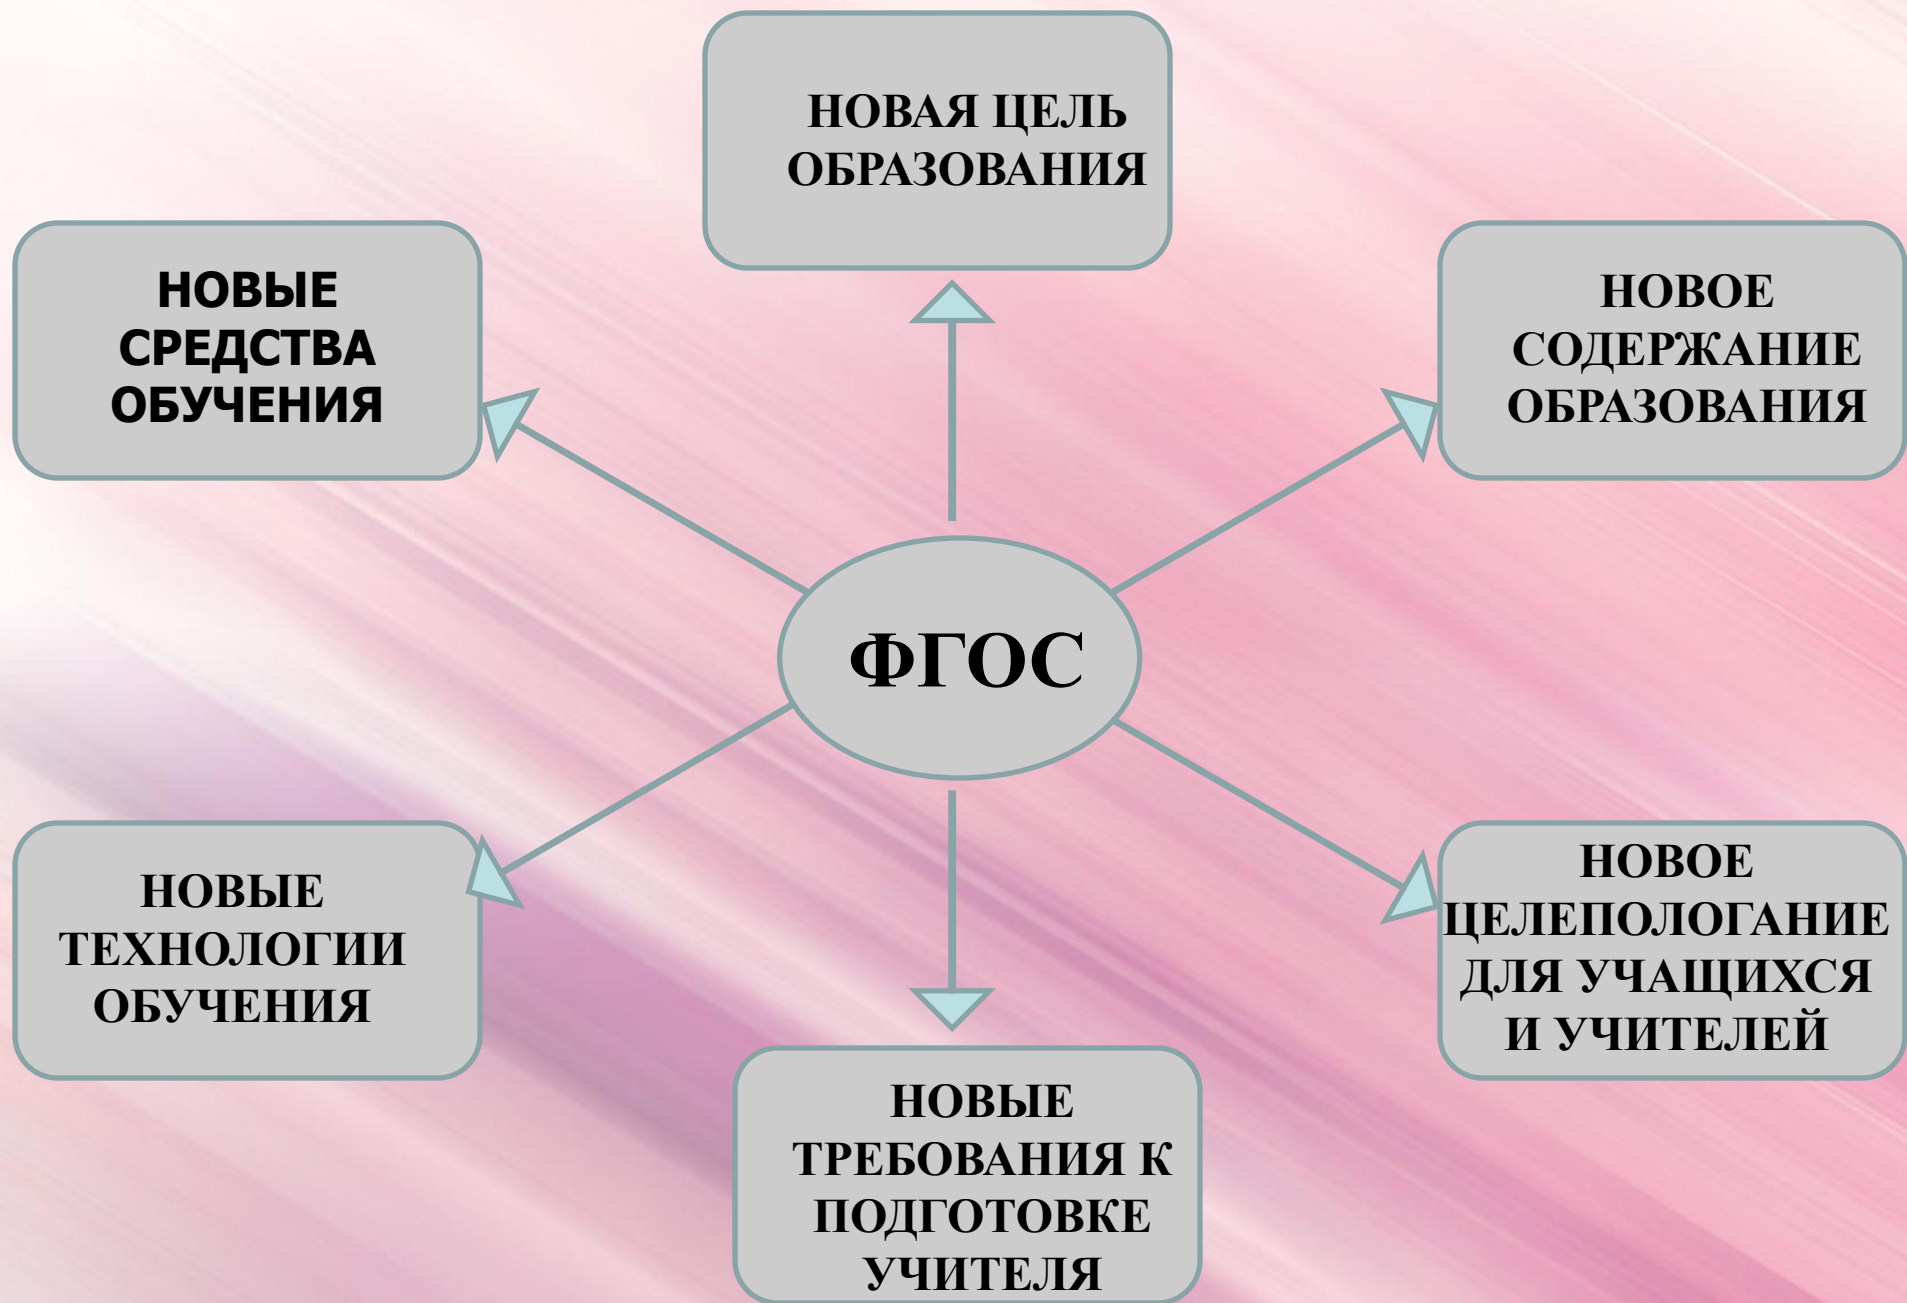 НОВАЯ ЦЕЛЬ
ОБРАЗОВАНИЯ
НОВЫЕ
СРЕДСТВА
ОБУЧЕНИЯ
НОВОЕ
СОДЕРЖАНИЕ
ОБРАЗОВАНИЯ
ФГОС
НОВЫЕ
ТЕХНОЛОГИИ
ОБУЧЕНИЯ
НОВОЕ
ЦЕЛЕПОЛОГАНИЕ
ДЛЯ УЧАЩИХСЯ
И УЧИТЕЛЕЙ
НОВЫЕ
ТРЕБОВАНИЯ К
ПОДГОТОВКЕ
УЧИТЕЛЯ